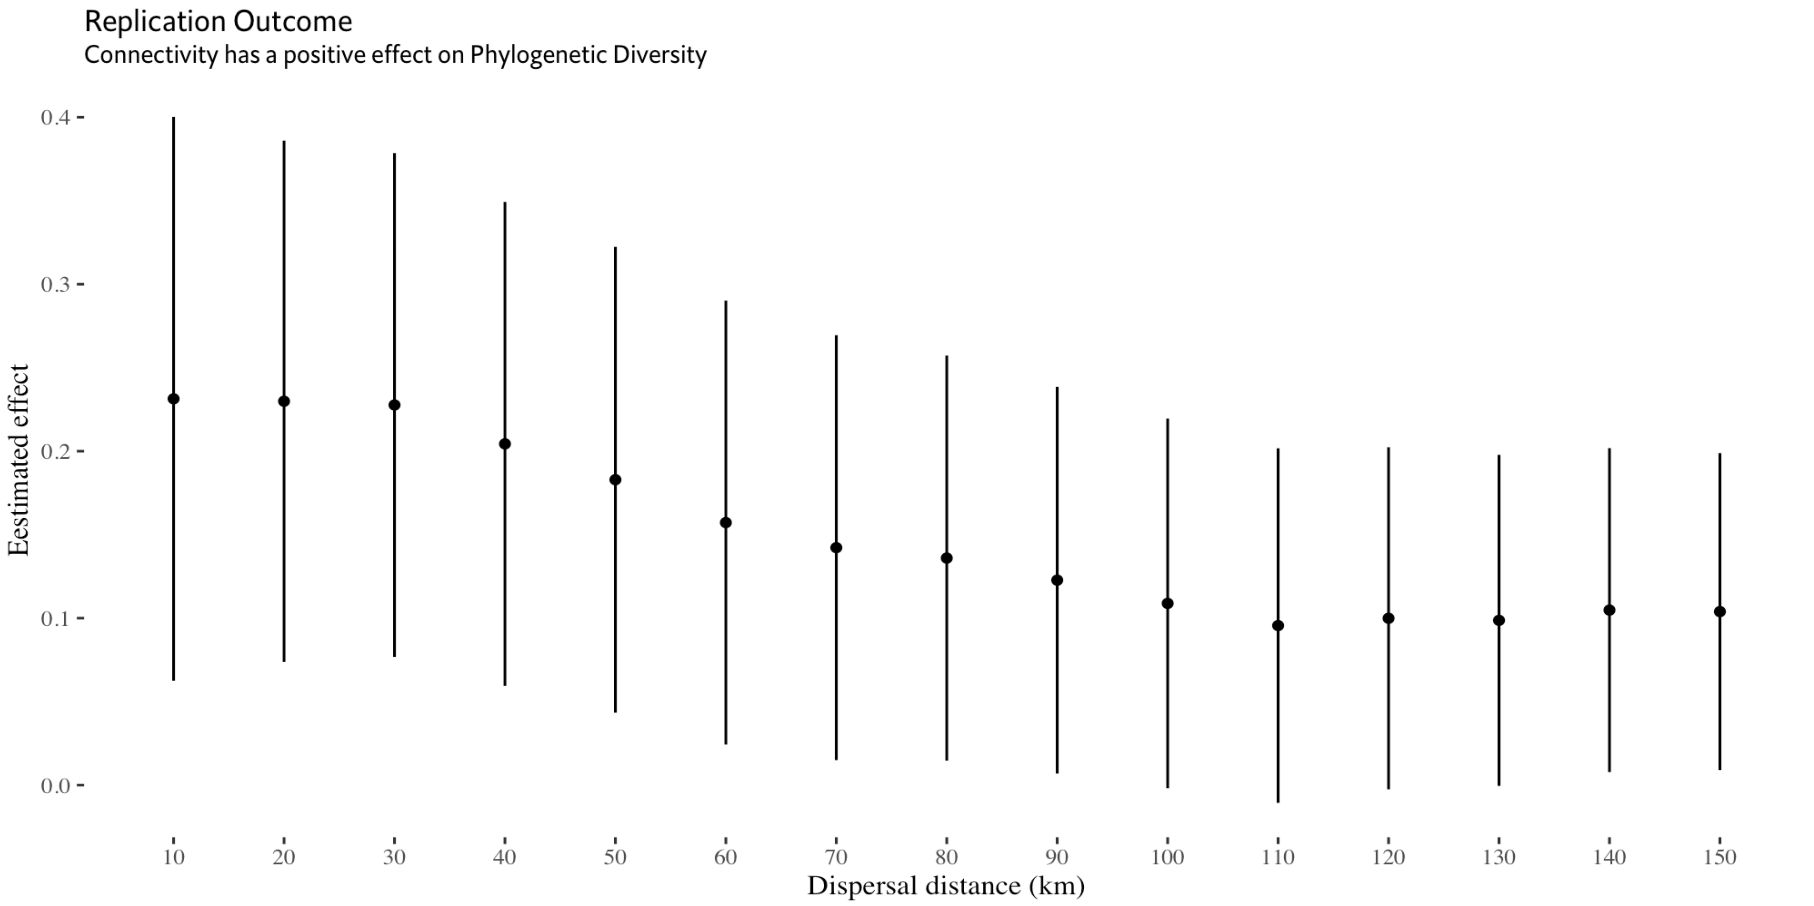 Replication Outcome
Connectivity has a positive effect on Phylogenetic Diversity
0.4
0.3
0.2
0.1
0.0
Eestimated effect
10 20 30 40 50 60 70 80 90 100 110 120 130 140 150
Dispersal distance (km)